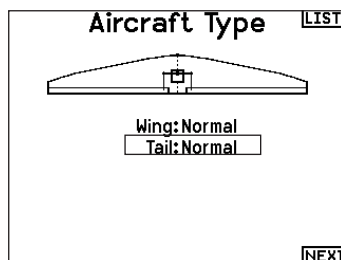 Aircraft Type
LIST
Wing:Normal
Tail:Normal
NEXT